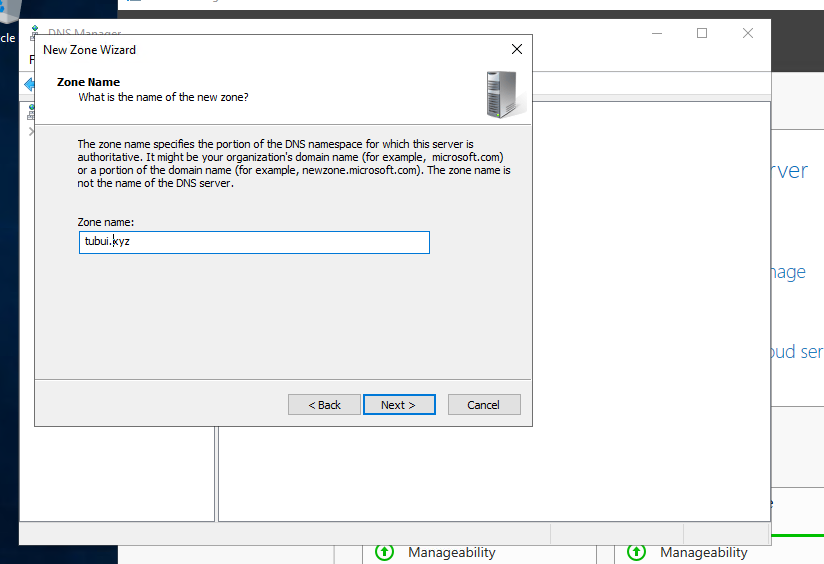 cle
DNS Manager
New Zone Wizard
Zone Name
What is the name of the new zone?
The zone name specifies the portion of the DNS namespace for which this server is
authoritative. It might be your organization's domain name (for example, microsoft.com)
or a portion of the domain name (for example, newzone.microsoft.com). The zone name is
not the name of the DNS server.
Zone name:
tubui.xyz
< Back
Next >
Cancel
rver
nage
oud ser
Manageability
Manageability